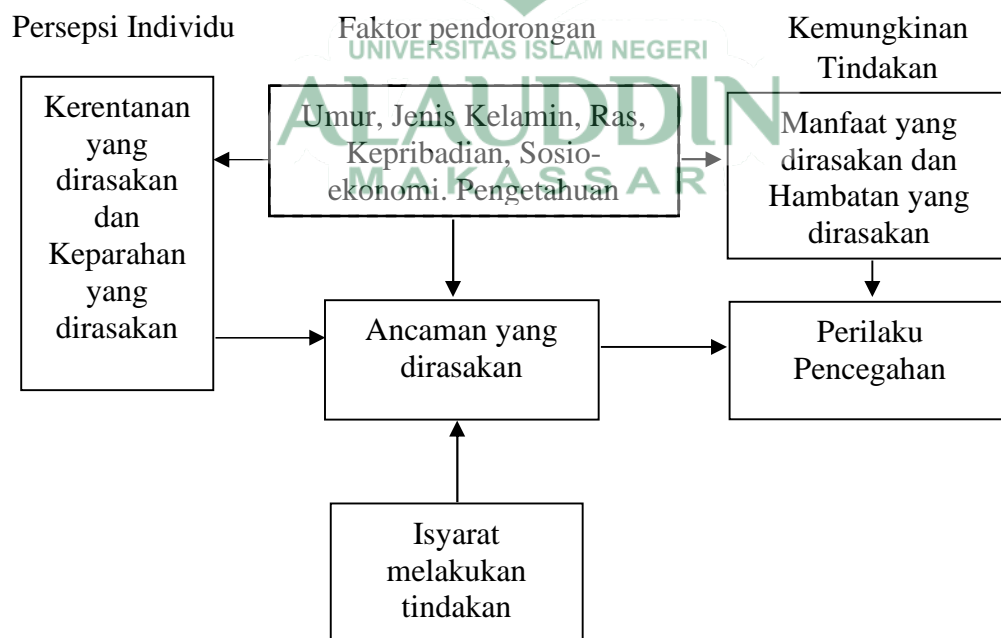 Persepsi Individu
Faktor pendorongan
Kemungkinan
Tindakan
UNIVERSITAS ISLAM NEGERI
ALAUDDIN
MAKASSAR
Kerentanan
yang
dirasakan
dan
Keparahan
yang
dirasakan
Umur, Jenis Kelamin, Ras,
Kepribadian, Sosio-
ekonomi. Pengetahuan
Manfaat yang
dirasakan dan
Hambatan yang
dirasakan
Ancaman yang
dirasakan
Perilaku
Pencegahan
Isyarat
melakukan
tindakan